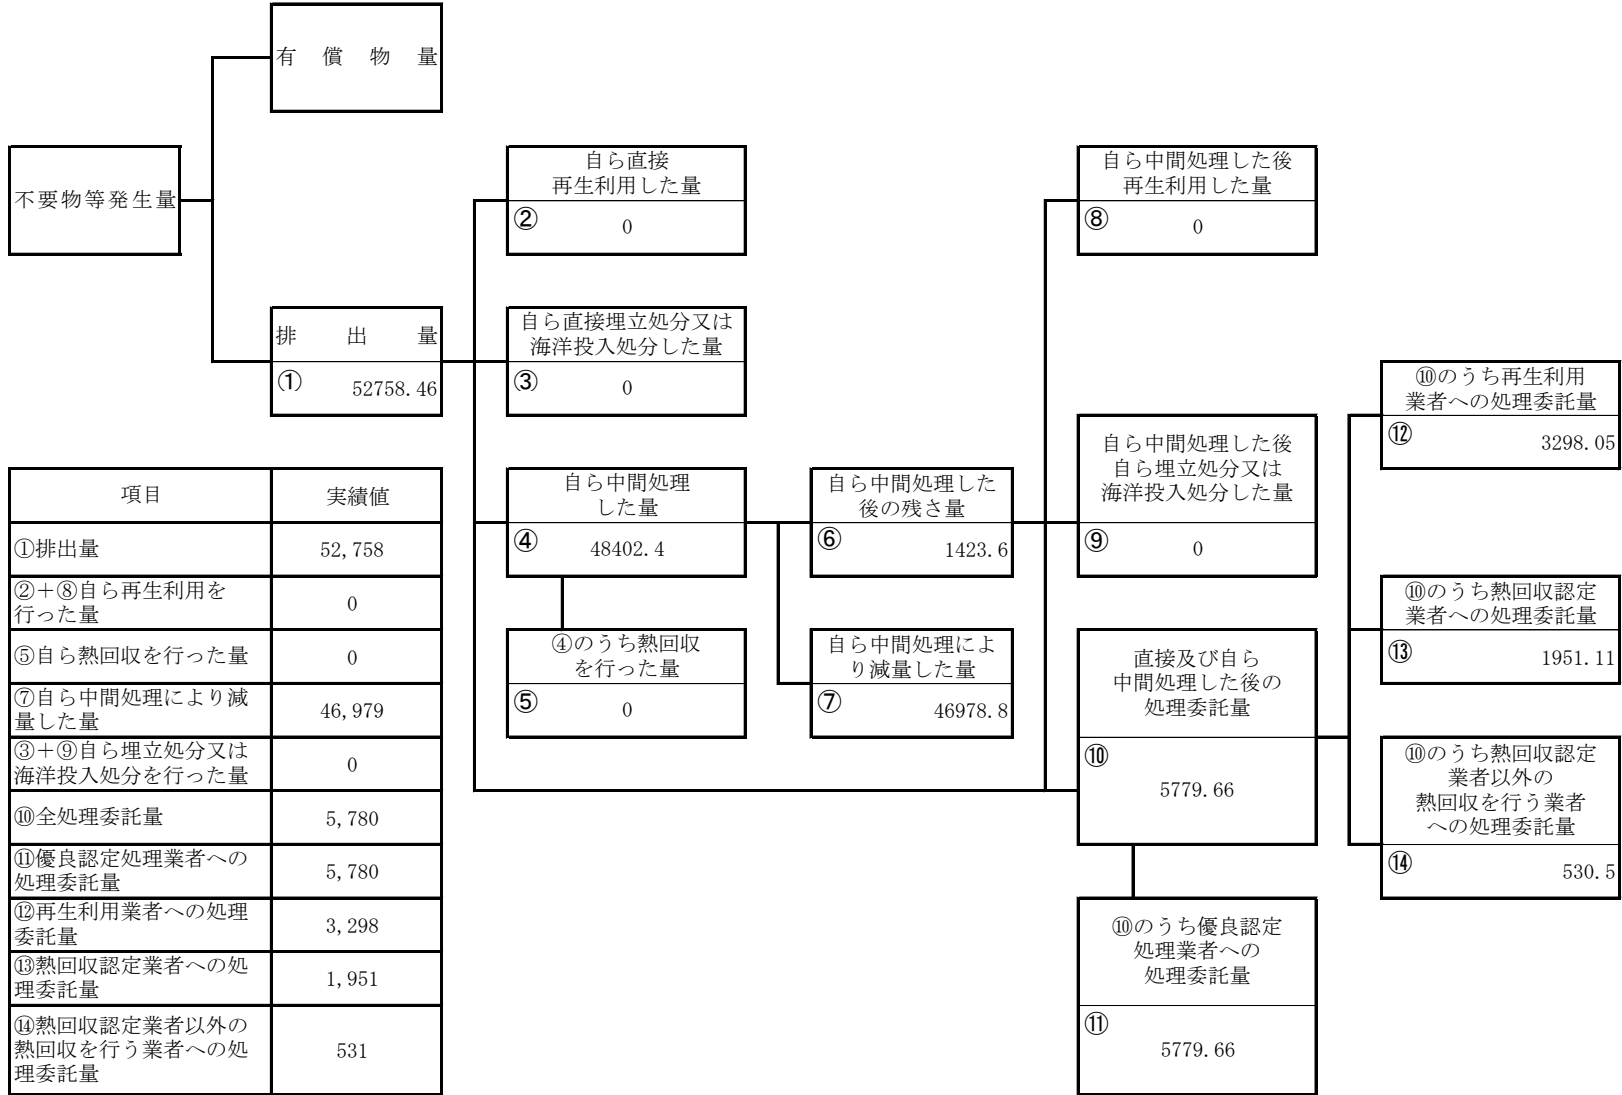 有償物量
不要物等発生量
排出量
① 52758.46
自ら直接
再生利用した量
② 0
自ら直接埋立処分又は
海洋投入処分した量
③ 0
自ら中間処理
した量
④ 48402.4
④のうち熱回収
を行った量
⑤ 0
自ら中間処理した
後の残さ量
⑥ 1423.6
自ら中間処理によ
り減量した量
⑦ 46978.8
自ら中間処理した後
再生利用した量
⑧ 0
自ら中間処理した後
自ら埋立処分又は
海洋投入処分した量
⑨ 0
直接及び自ら
中間処理した後の
処理委託量
⑩
5779.66
⑩のうち優良認定
処理業者への
処理委託量
⑪
5779.66
⑩のうち再生利用
業者への処理委託量
⑫ 3298.05
⑩のうち熱回収認定
業者への処理委託量
⑬ 1951.11
⑩のうち熱回収認定
業者以外の
熱回収を行う業者
への処理委託量
⑭ 530.5
項目 実績値
①排出量 52,758
②＋⑧自ら再生利用を
行った量 0
⑤自ら熱回収を行った量 0
⑦自ら中間処理により減
量した量 46,979
③＋⑨自ら埋立処分又は
海洋投入処分を行った量 0
⑩全処理委託量 5,780
⑪優良認定処理業者への
処理委託量 5,780
⑫再生利用業者への処理
委託量 3,298
⑬熱回収認定業者への処
理委託量 1,951
⑭熱回収認定業者以外の
熱回収を行う業者への処
理委託量 531